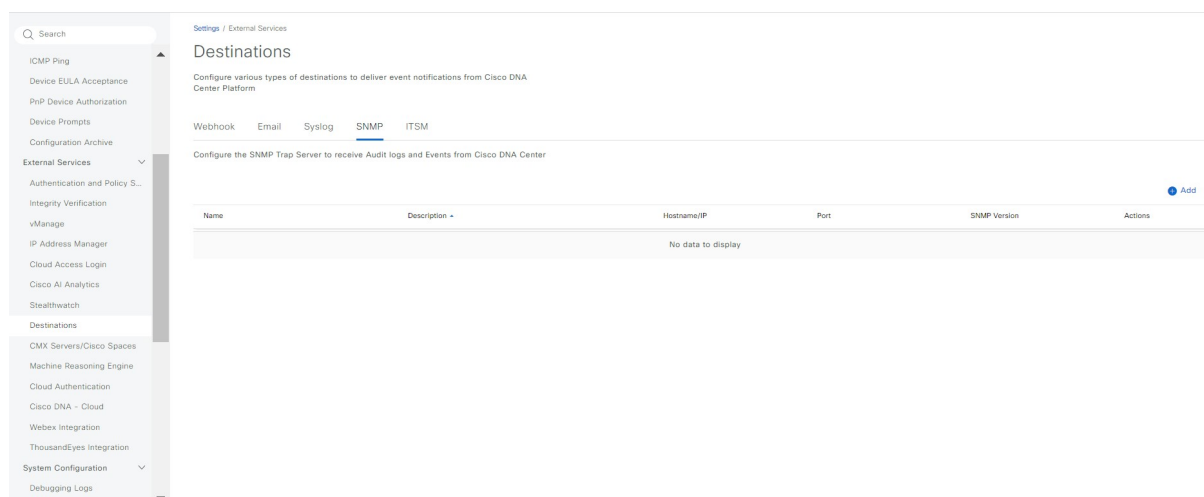 Search
ICMP Ping
Device EULA Acceptance
PnP Device Authorization
Device Prompts
Configuration Archive
External Services
Authentication and Policy S...
Integrity Verification
vManage
IP Address Manager
Cloud Access Login
Cisco AI Analytics
Stealthwatch
Destinations
CMX Servers/Cisco Spaces
Machine Reasoning Engine
Cloud Authentication
Cisco DNA - Cloud
Webex Integration
ThousandEyes Integration
System Configuration
Debugging Logs
Settings / External Services
Destinations
Configure various types of destinations to deliver event notifications from Cisco DNA
Center Platform
Webhook Email Syslog SNMP ITSM
Configure the SNMP Trap Server to receive Audit logs and Events from Cisco DNA Center
Add
Name Description Hostname/IP Port SNMP Version Actions
No data to display